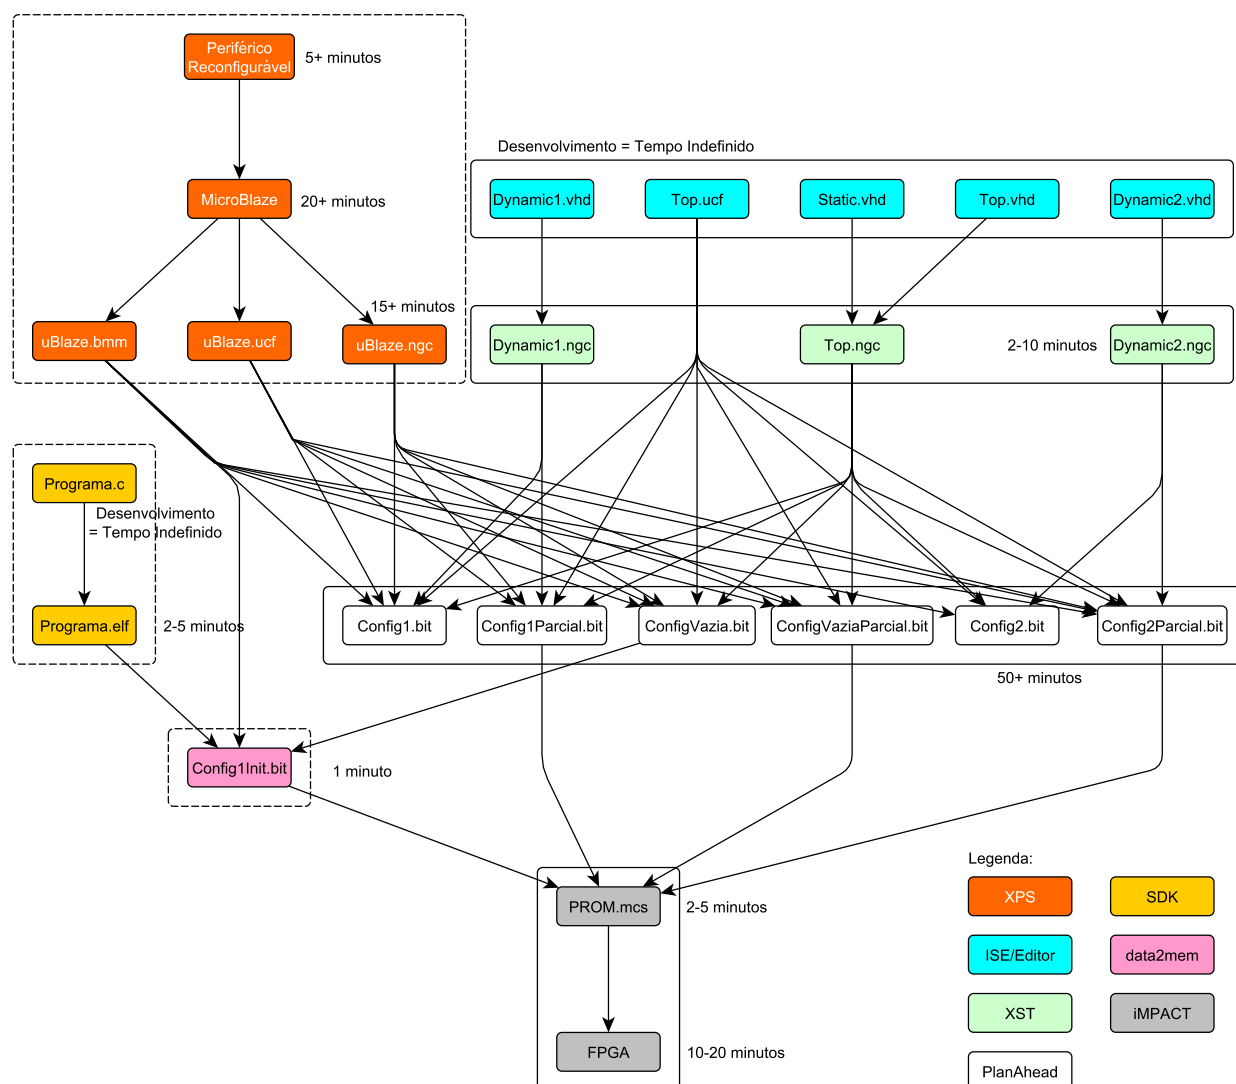 Periférico
Reconfigurável
5+ minutos
Desenvolvimento = Tempo Indefinido
MicroBlaze
20+ minutos
Dynamic1.vhd
Top.ucf
Static.vhd
Top.vhd
Dynamic2.vhd
15+ minutos
uBlaze.bmm
uBlaze.ucf
uBlaze.ngc
Dynamic1.ngc
Top.ngc
2-10 minutos
Dynamic2.ngc
Programa.c
Desenvolvimento
= Tempo Indefinido
Programa.elf
2-5 minutos
Config1.bit
Config1Parcial.bit
ConfigVazia.bit
ConfigVaziaParcial.bit
Config2.bit
Config2Parcial.bit
50+ minutos
Config1Init.bit
1 minuto
PROM.mcs
2-5 minutos
FPGA
10-20 minutos
Legenda:
XPS
SDK
ISE/Editor
data2mem
XST
iMPACT
PlanAhead